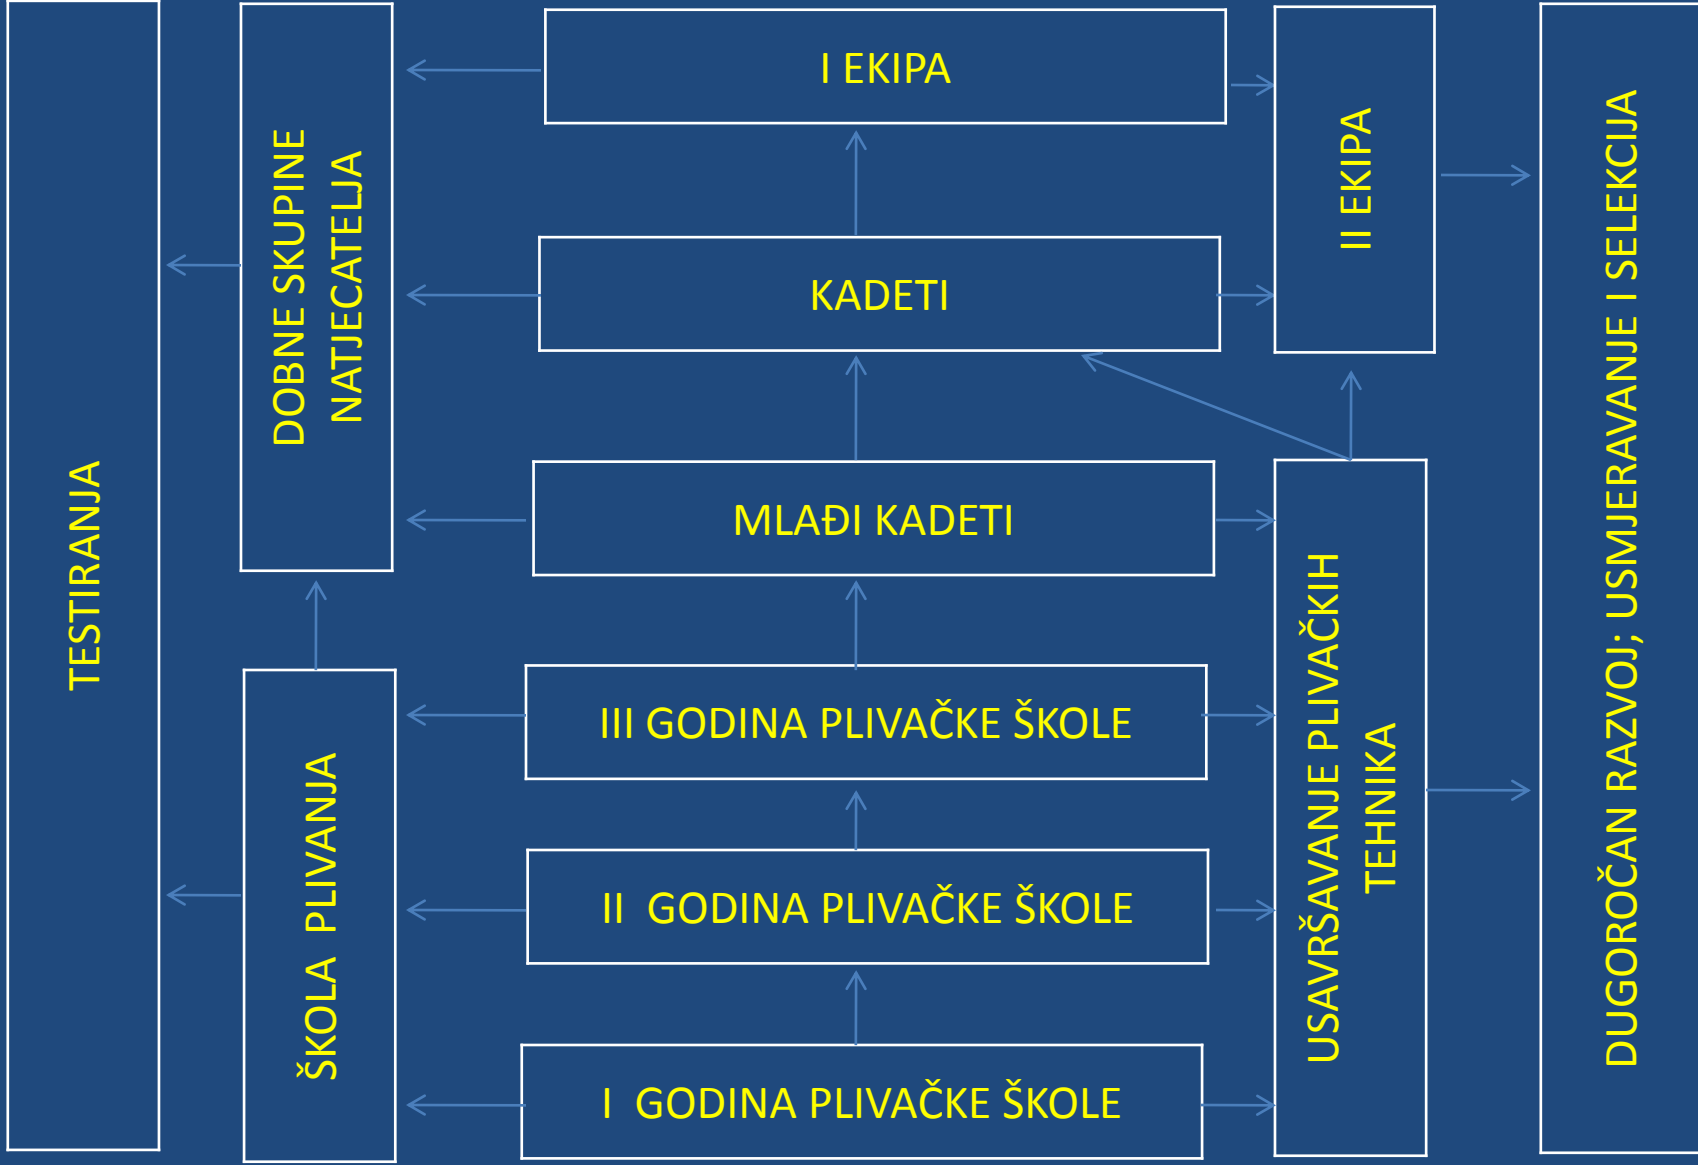 TESTIRANJA
DOBNE SKUPINE
NATJECATELJA
ŠKOLA  PLIVANJA
I EKIPA
KADETI
MLAĐI KADETI
III GODINA PLIVAČKE ŠKOLE
II  GODINA PLIVAČKE ŠKOLE
I  GODINA PLIVAČKE ŠKOLE
II EKIPA
USAVRŠAVANJE PLIVAČKIH
TEHNIKA
DUGOROČAN RAZVOJ; USMJERAVANJE I SELEKCIJA